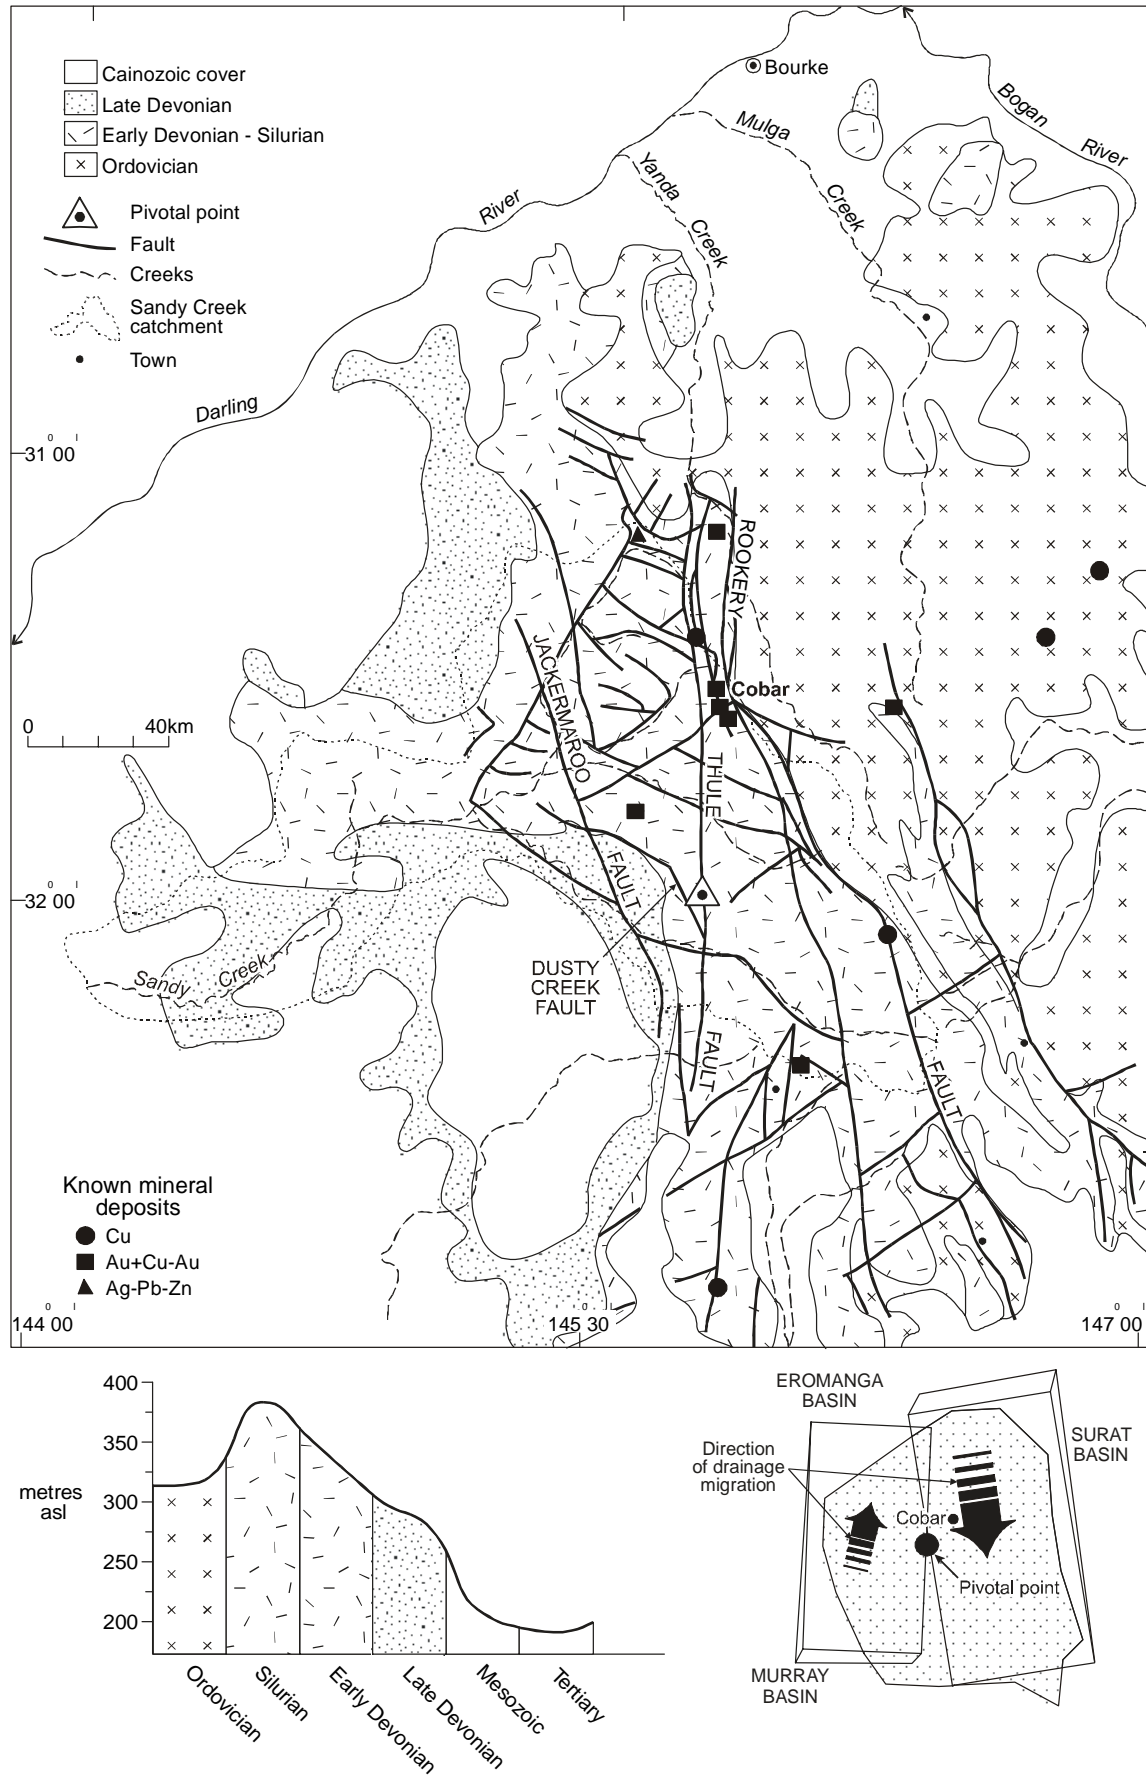 Cainozoic cover
Late Devonian
Early Devonian - Silurian
Ordovician
Pivotal point
Fault
Creeks
Sandy Creek
catchment
Town
Bourke
Bogan
River
Mulga
Creek
Yanda
Creek
River
Darling
31° 00'
ROOKERY
JACKERMAROO
Cobar
0 40km
THULE
FAULT
32° 00'
Sandy Creek
DUSTY
CREEK
FAULT
FAULT
FAULT
Known mineral
deposits
Cu
Au+Cu-Au
Ag-Pb-Zn
144° 00' 145° 30' 147° 00'
400
350
300
250
200
metres
asl
Ordovician
Silurian
Early Devonian
Late Devonian
Mesozoic
Tertiary
EROMANGA
BASIN
SURAT
BASIN
Direction
of drainage
migration
Cobar
Pivotal point
MURRAY
BASIN